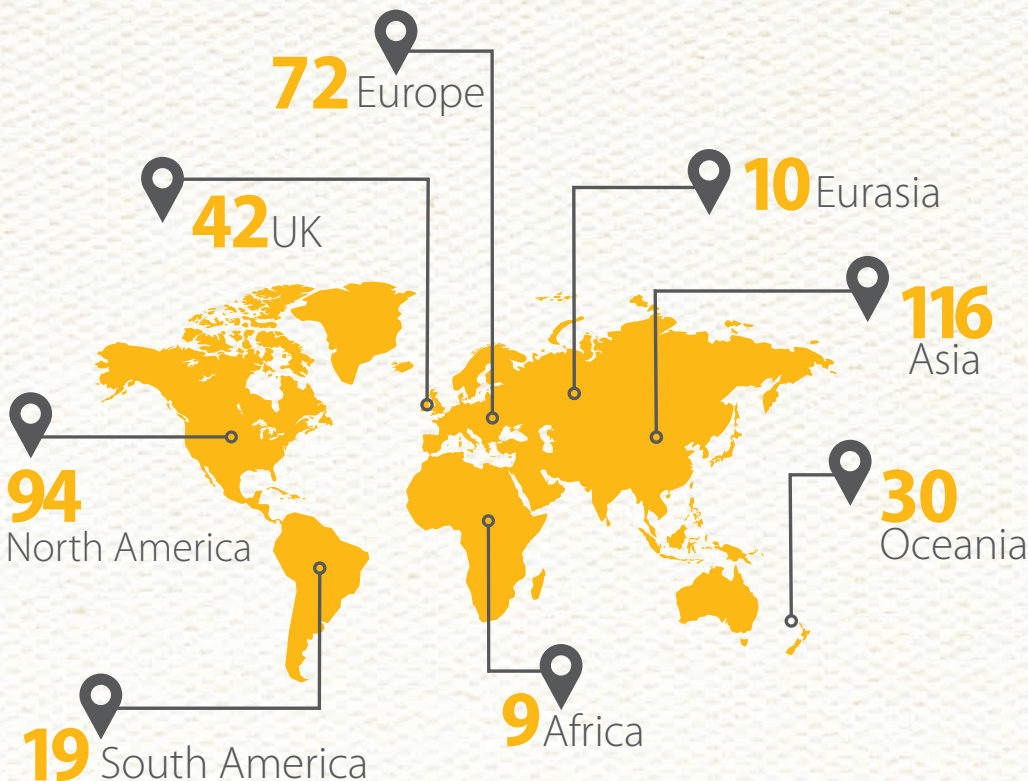 72 Europe
42 UK
10 Eurasia
116
Asia
94
North America
30
Oceania
9 Africa
19 South America